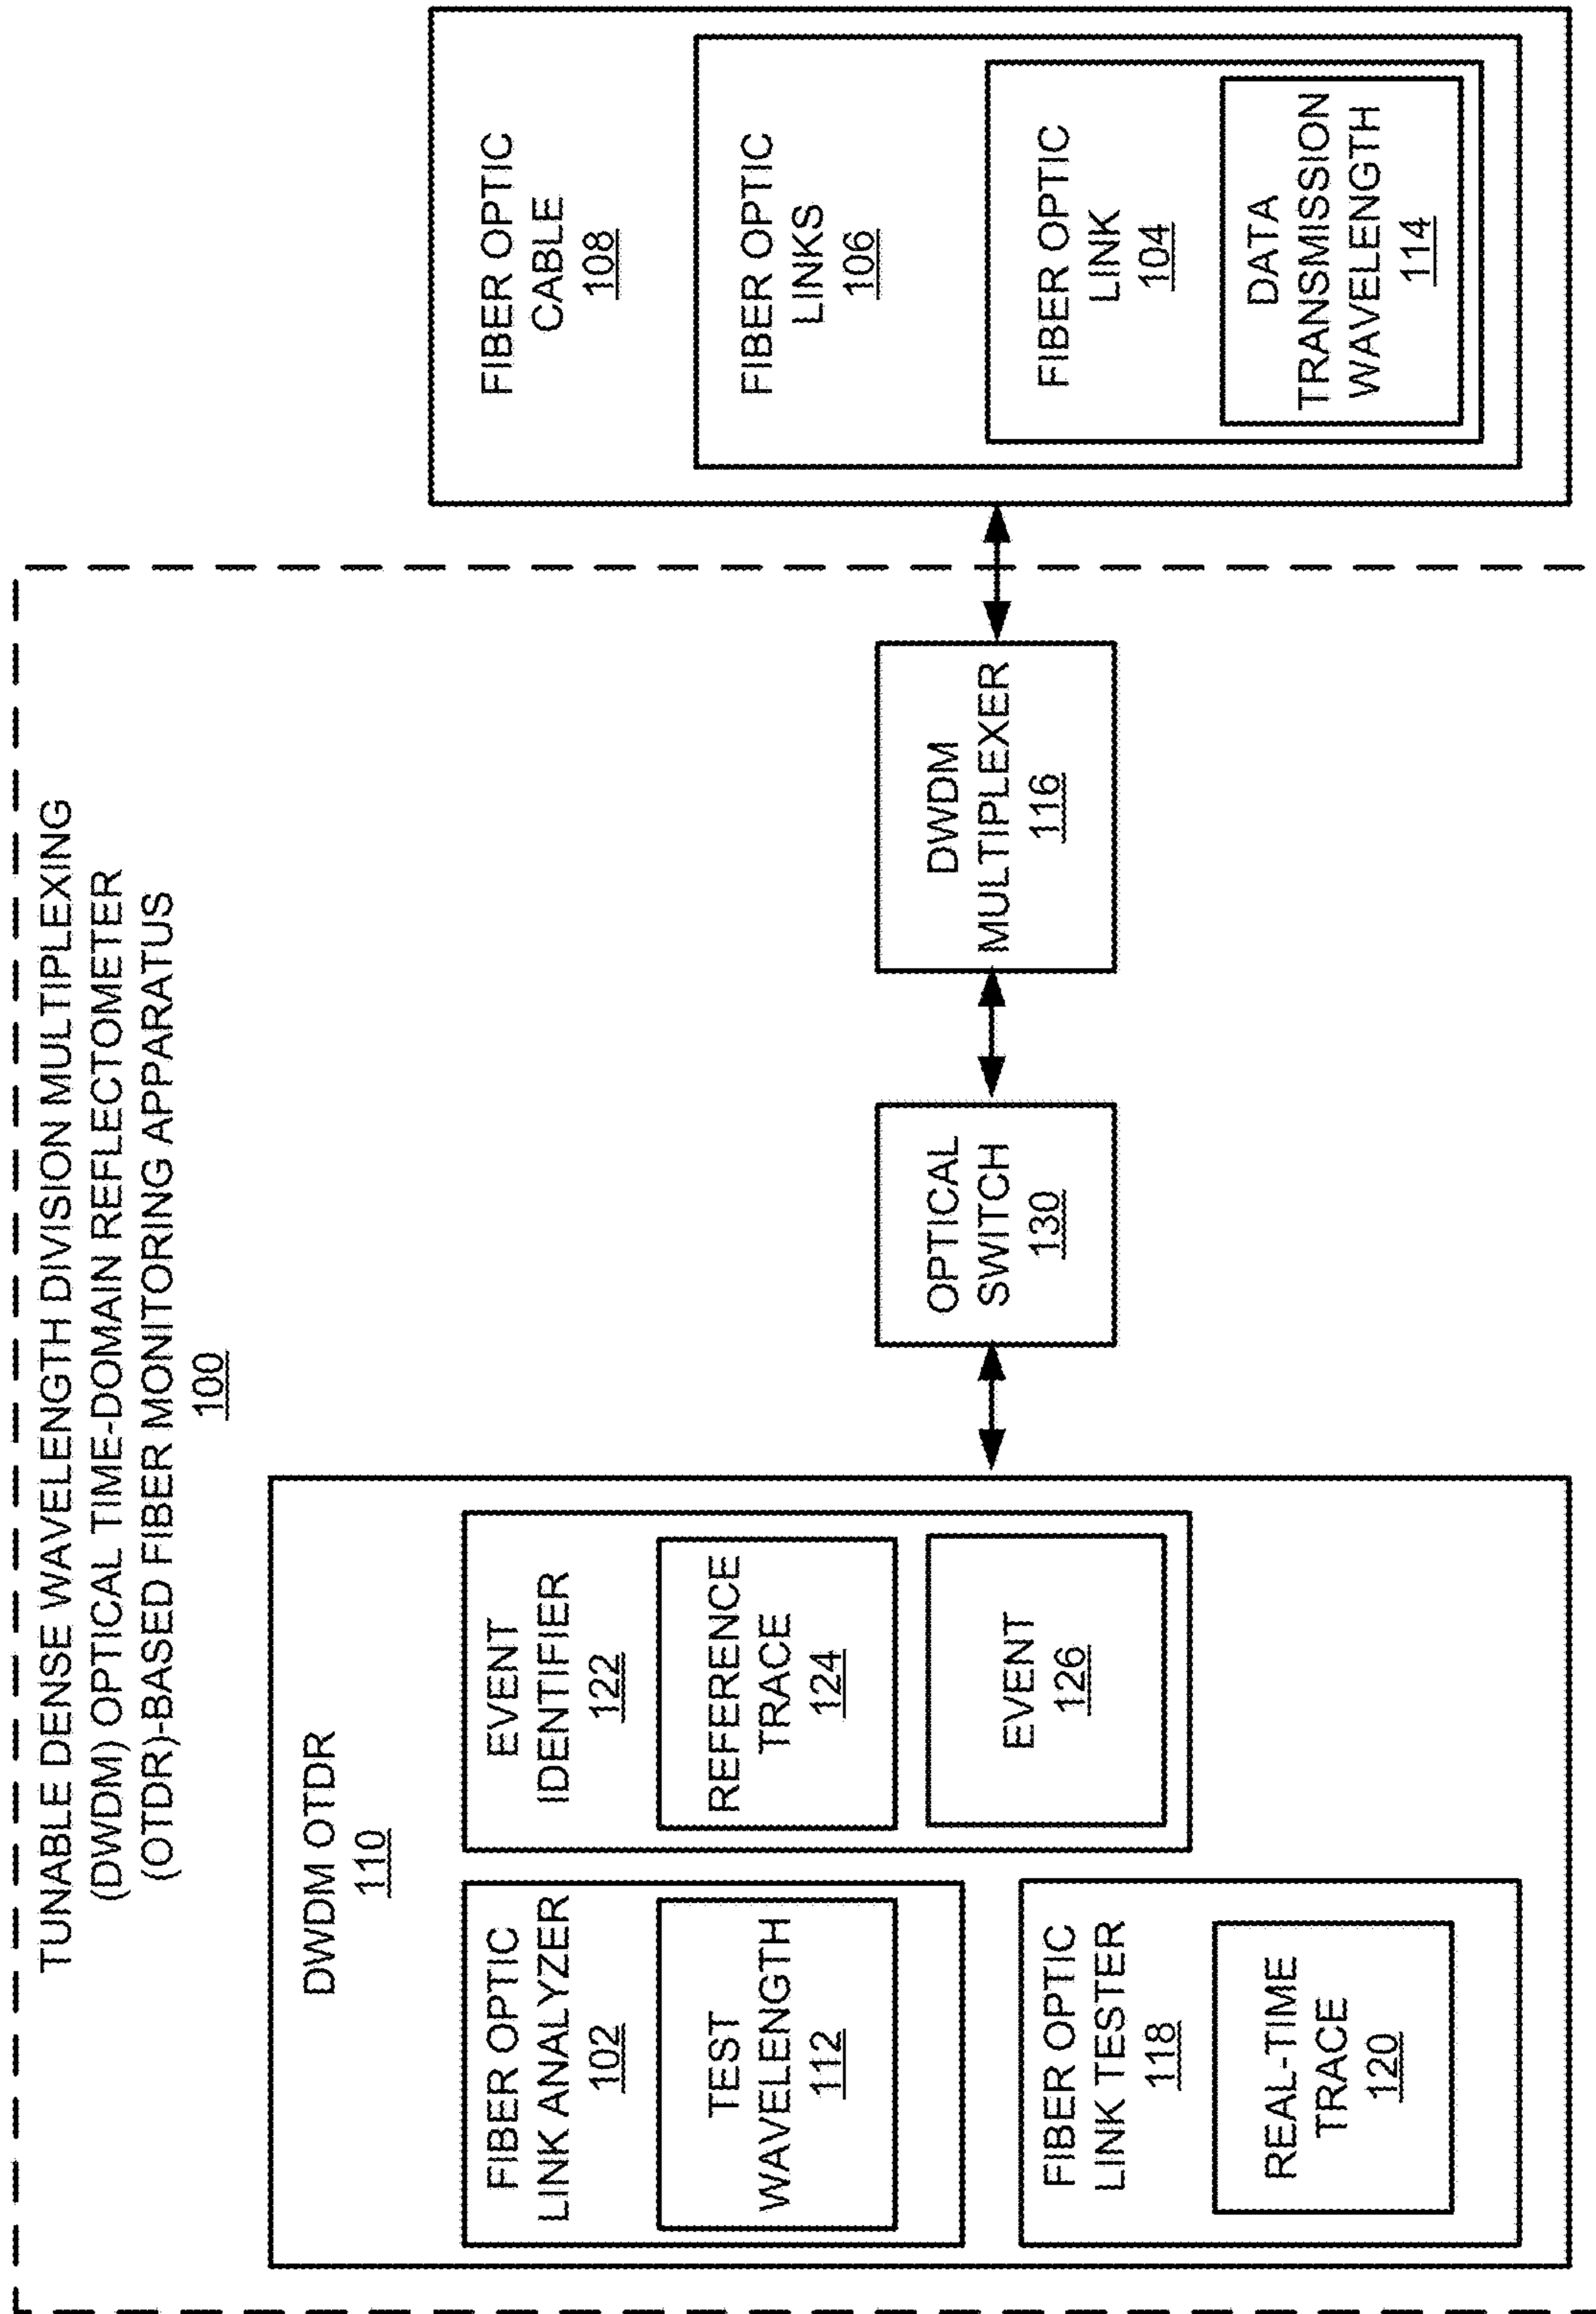 TUNABLE DENSE WAVELENGTH DIVISION MULTIPLEXING
(DWDM) OPTICAL TIME-DOMAIN REFLECTOMETER
(OTDR)-BASED FIBER MONITORING APPARATUS
100
DWDM OTDR
110
FIBER OPTIC
LINK ANALYZER
102
TEST
WAVELENGTH
112
FIBER OPTIC
LINK TESTER
118
REAL-TIME
TRACE
120
EVENT
IDENTIFIER
122
REFERENCE
TRACE
124
EVENT
126
OPTICAL
SWITCH
130
DWDM
MULTIPLEXER
116
FIBER OPTIC
CABLE
108
FIBER OPTIC
LINKS
106
FIBER OPTIC
LINK
104
DATA
TRANSMISSION
WAVELENGTH
114